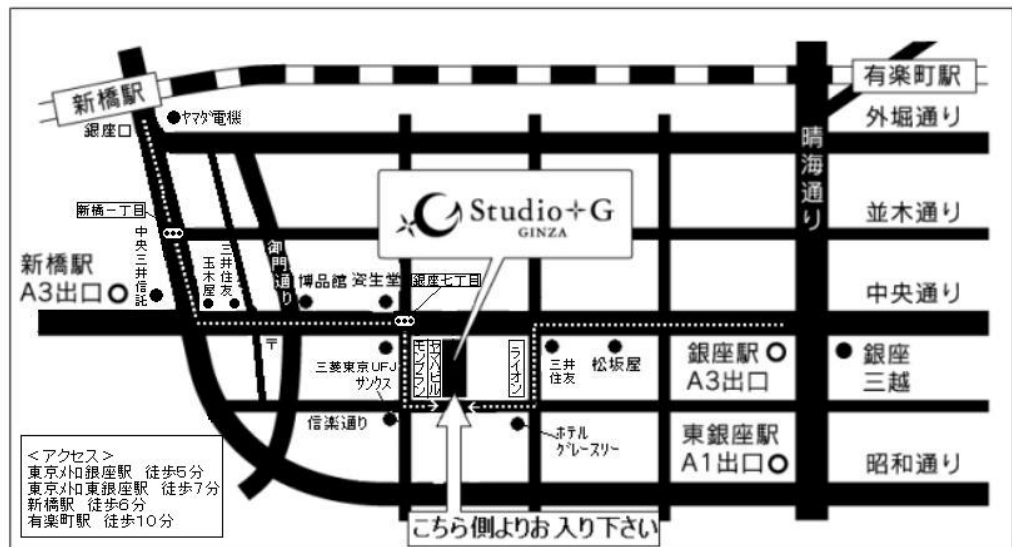 新橋駅
銀座口
ヤマダ電機
有楽町駅
外堀通り
晴海通り
Studio+G
GINZA
並木通り
新橋一丁目
中央三井信託
玉木屋
三井住友
御門通り
新橋駅
A3出口
博品館
資生堂
銀座七丁目
中央通り
〒
三菱東京UFJ
サンクス
モンブラン
ヤマハビル
ライオン
三井
住友
松坂屋
銀座駅
A3出口
銀座
三越
信楽通り
ホテル
グレースリー
東銀座駅
A1出口
昭和通り
<アクセス>
東京メトロ銀座駅 徒歩5分
東京メトロ東銀座駅 徒歩7分
新橋駅 徒歩6分
有楽町駅 徒歩10分
こちら側よりお入り下さい